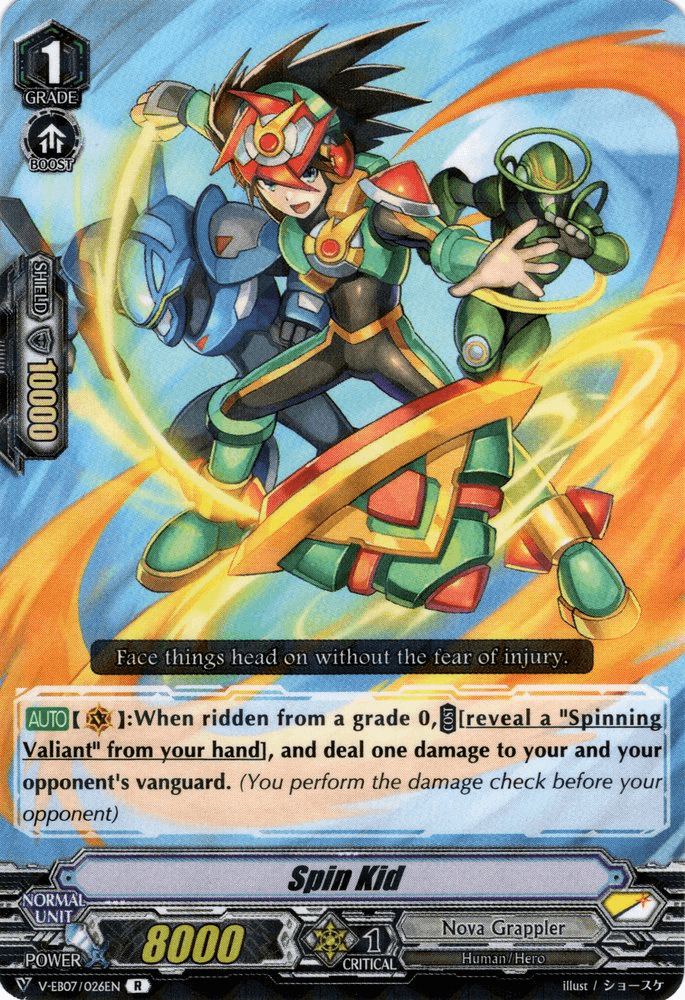 1
GRADE
BOOST
SHIELD
10000
Face things head on without the fear of injury.
AUTO【 】:When ridden from a grade 0, COST[reveal a "Spinning
Valiant" from your hand], and deal one damage to your and your
opponent's vanguard. (You perform the damage check before your
opponent)
Spin Kid
NORMAL
UNIT
POWER
8000
1
CRITICAL
Nova Grappler
Human/Hero
V-EB07/026EN R
illust / ショースケ